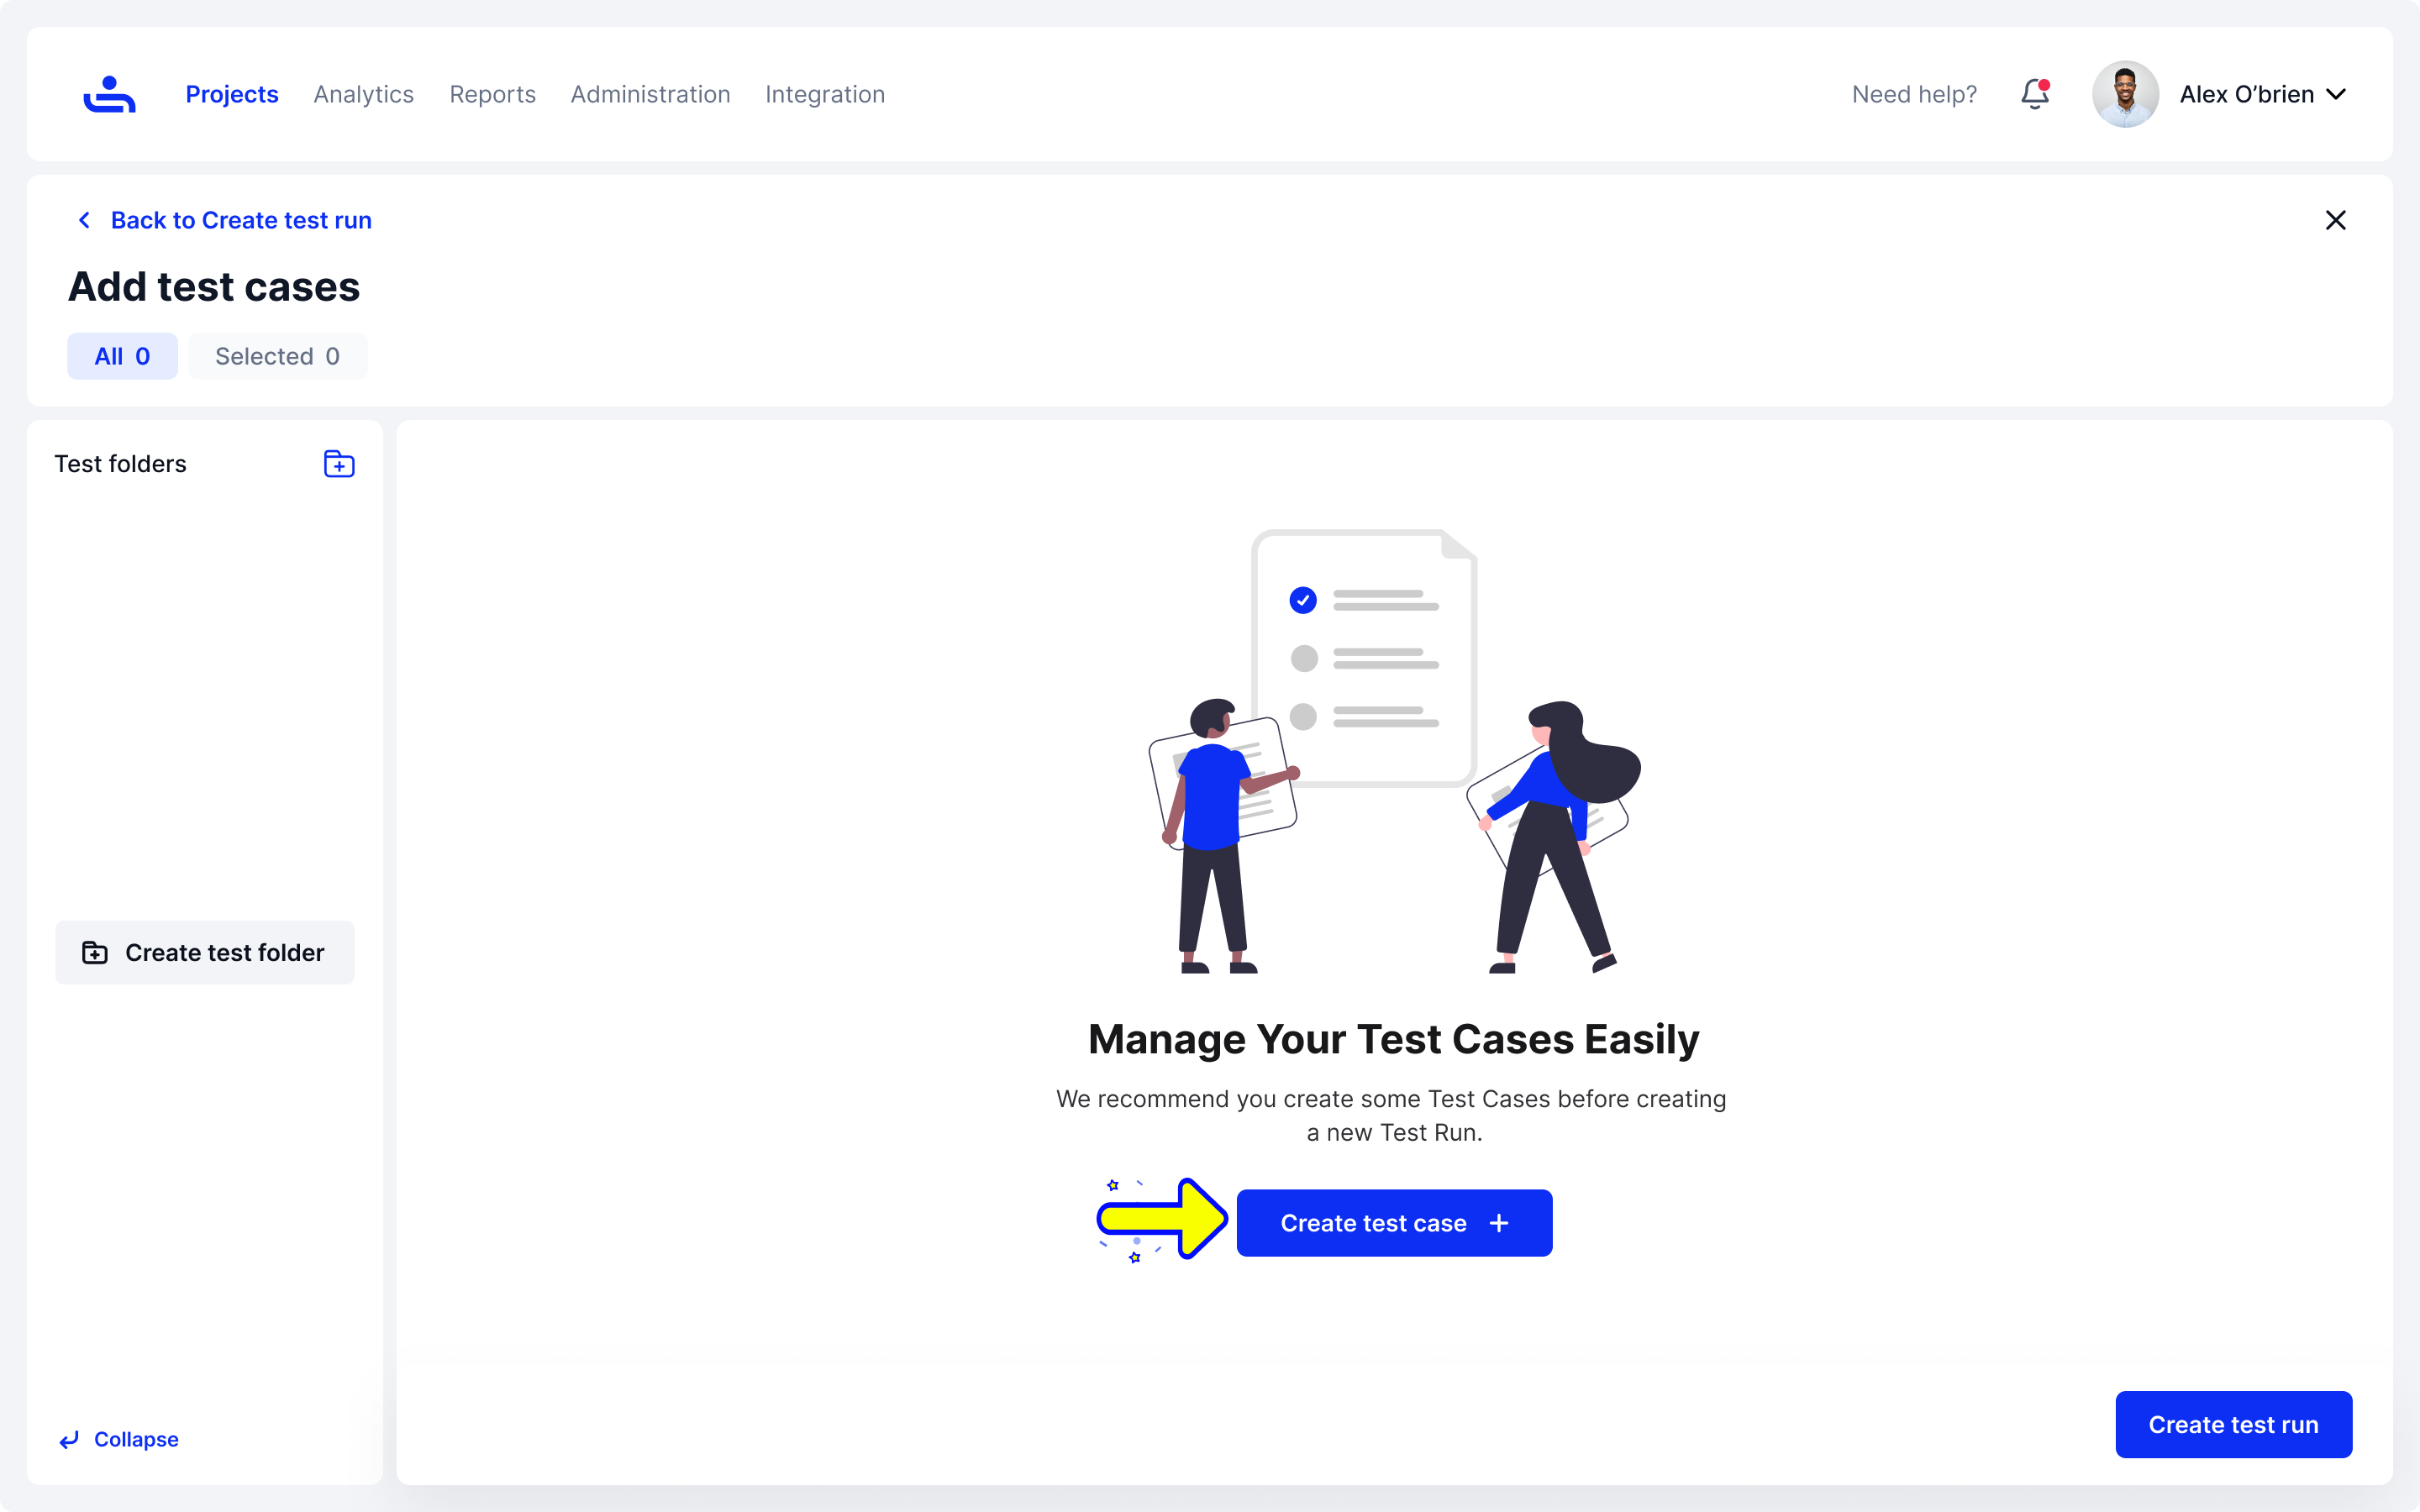 Projects Analytics Reports Administration Integration Need help? Alex O’brien
Back to Create test run
Add test cases
All 0 Selected 0
Test folders
Create test folder
Manage Your Test Cases Easily
We recommend you create some Test Cases before creating
a new Test Run.
Create test case +
Create test run
Collapse